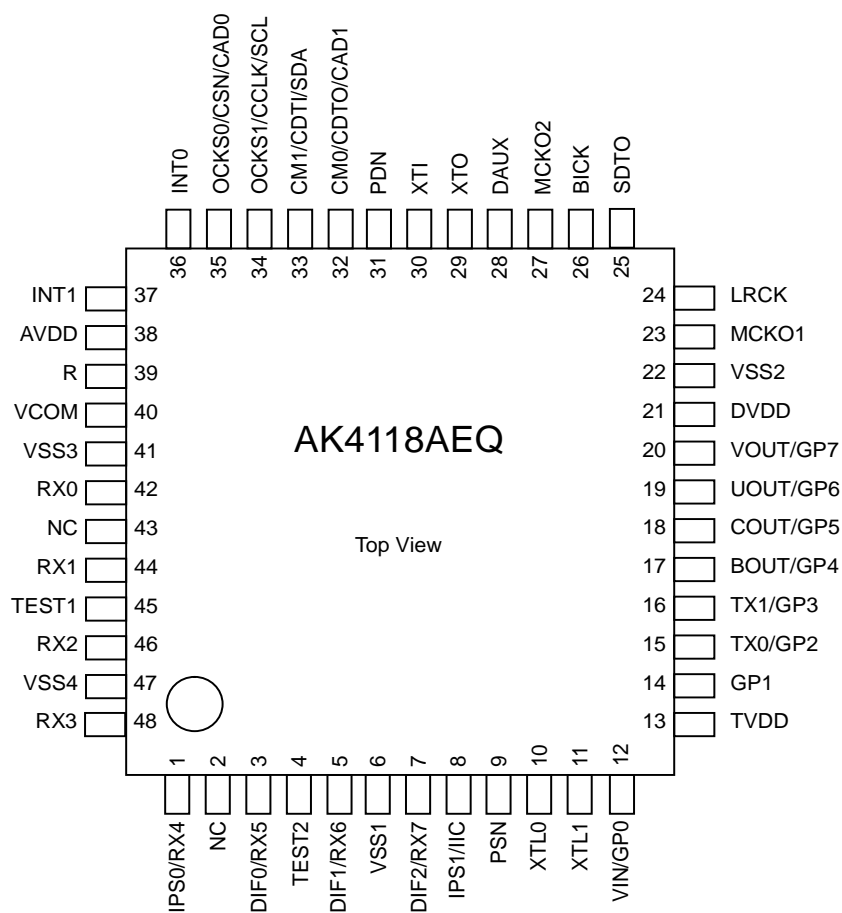 INT0
OCKS0/CSN/CAD0
OCKS1/CCLK/SCL
CM1/CDTI/SDA
CM0/CDTO/CAD1
PDN
XTI
XTO
DAUX
MCKO2
BICK
SDTO
36
35
34
33
32
31
30
29
28
27
26
25
INT1 37
AVDD 38
R 39
VCOM 40
VSS3 41
RX0 42
NC 43
RX1 44
TEST1 45
RX2 46
VSS4 47
RX3 48
AK4118AEQ
Top View
24 LRCK
23 MCKO1
22 VSS2
21 DVDD
20 VOUT/GP7
19 UOUT/GP6
18 COUT/GP5
17 BOUT/GP4
16 TX1/GP3
15 TX0/GP2
14 GP1
13 TVDD
1
2
3
4
5
6
7
8
9
10
11
12
IPS0/RX4
NC
DIF0/RX5
TEST2
DIF1/RX6
VSS1
DIF2/RX7
IPS1/IIC
PSN
XTL0
XTL1
VIN/GP0